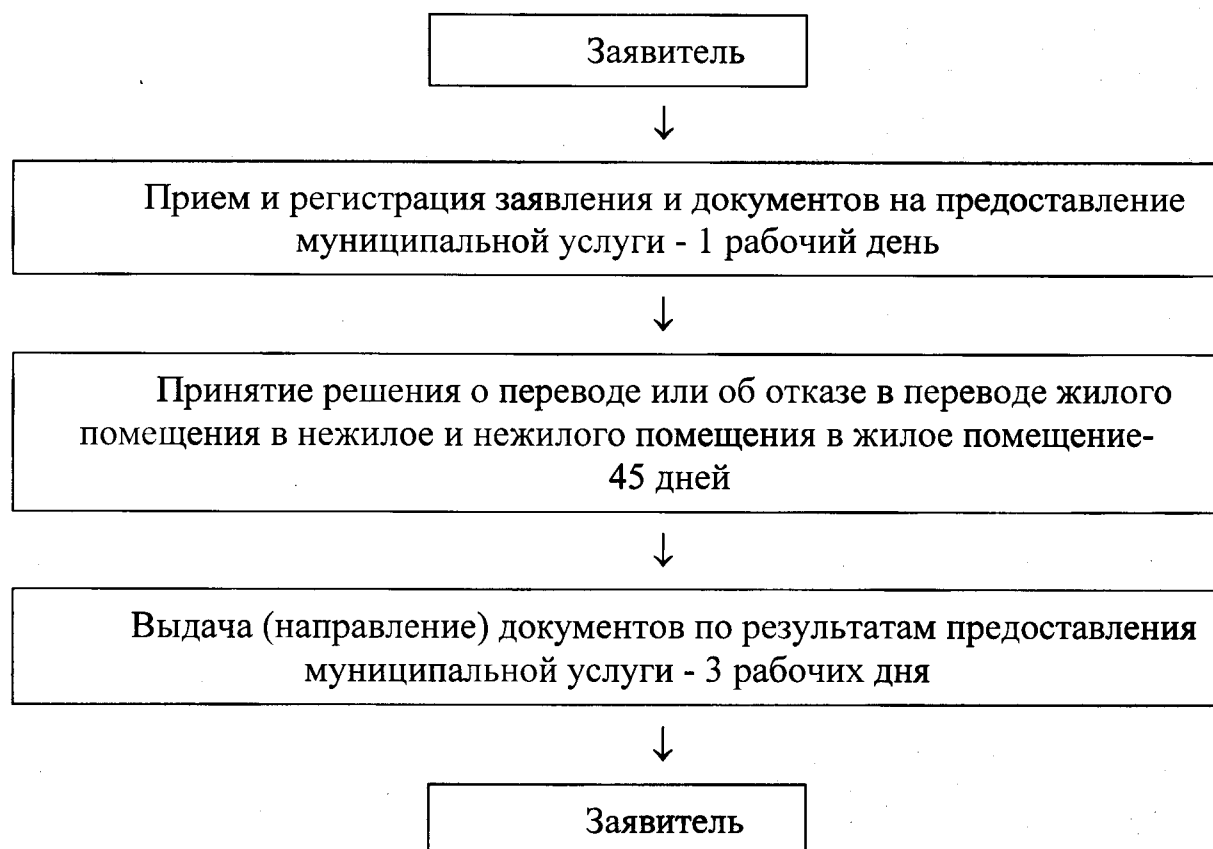 Заявитель
↓
Прием и регистрация заявления и документов на предоставление
муниципальной услуги - 1 рабочий день
↓
Принятие решения о переводе или об отказе в переводе жилого
помещения в нежилое и нежилого помещения в жилое помещение-
45 дней
↓
Выдача (направление) документов по результатам предоставления
муниципальной услуги - 3 рабочих дня
↓
Заявитель